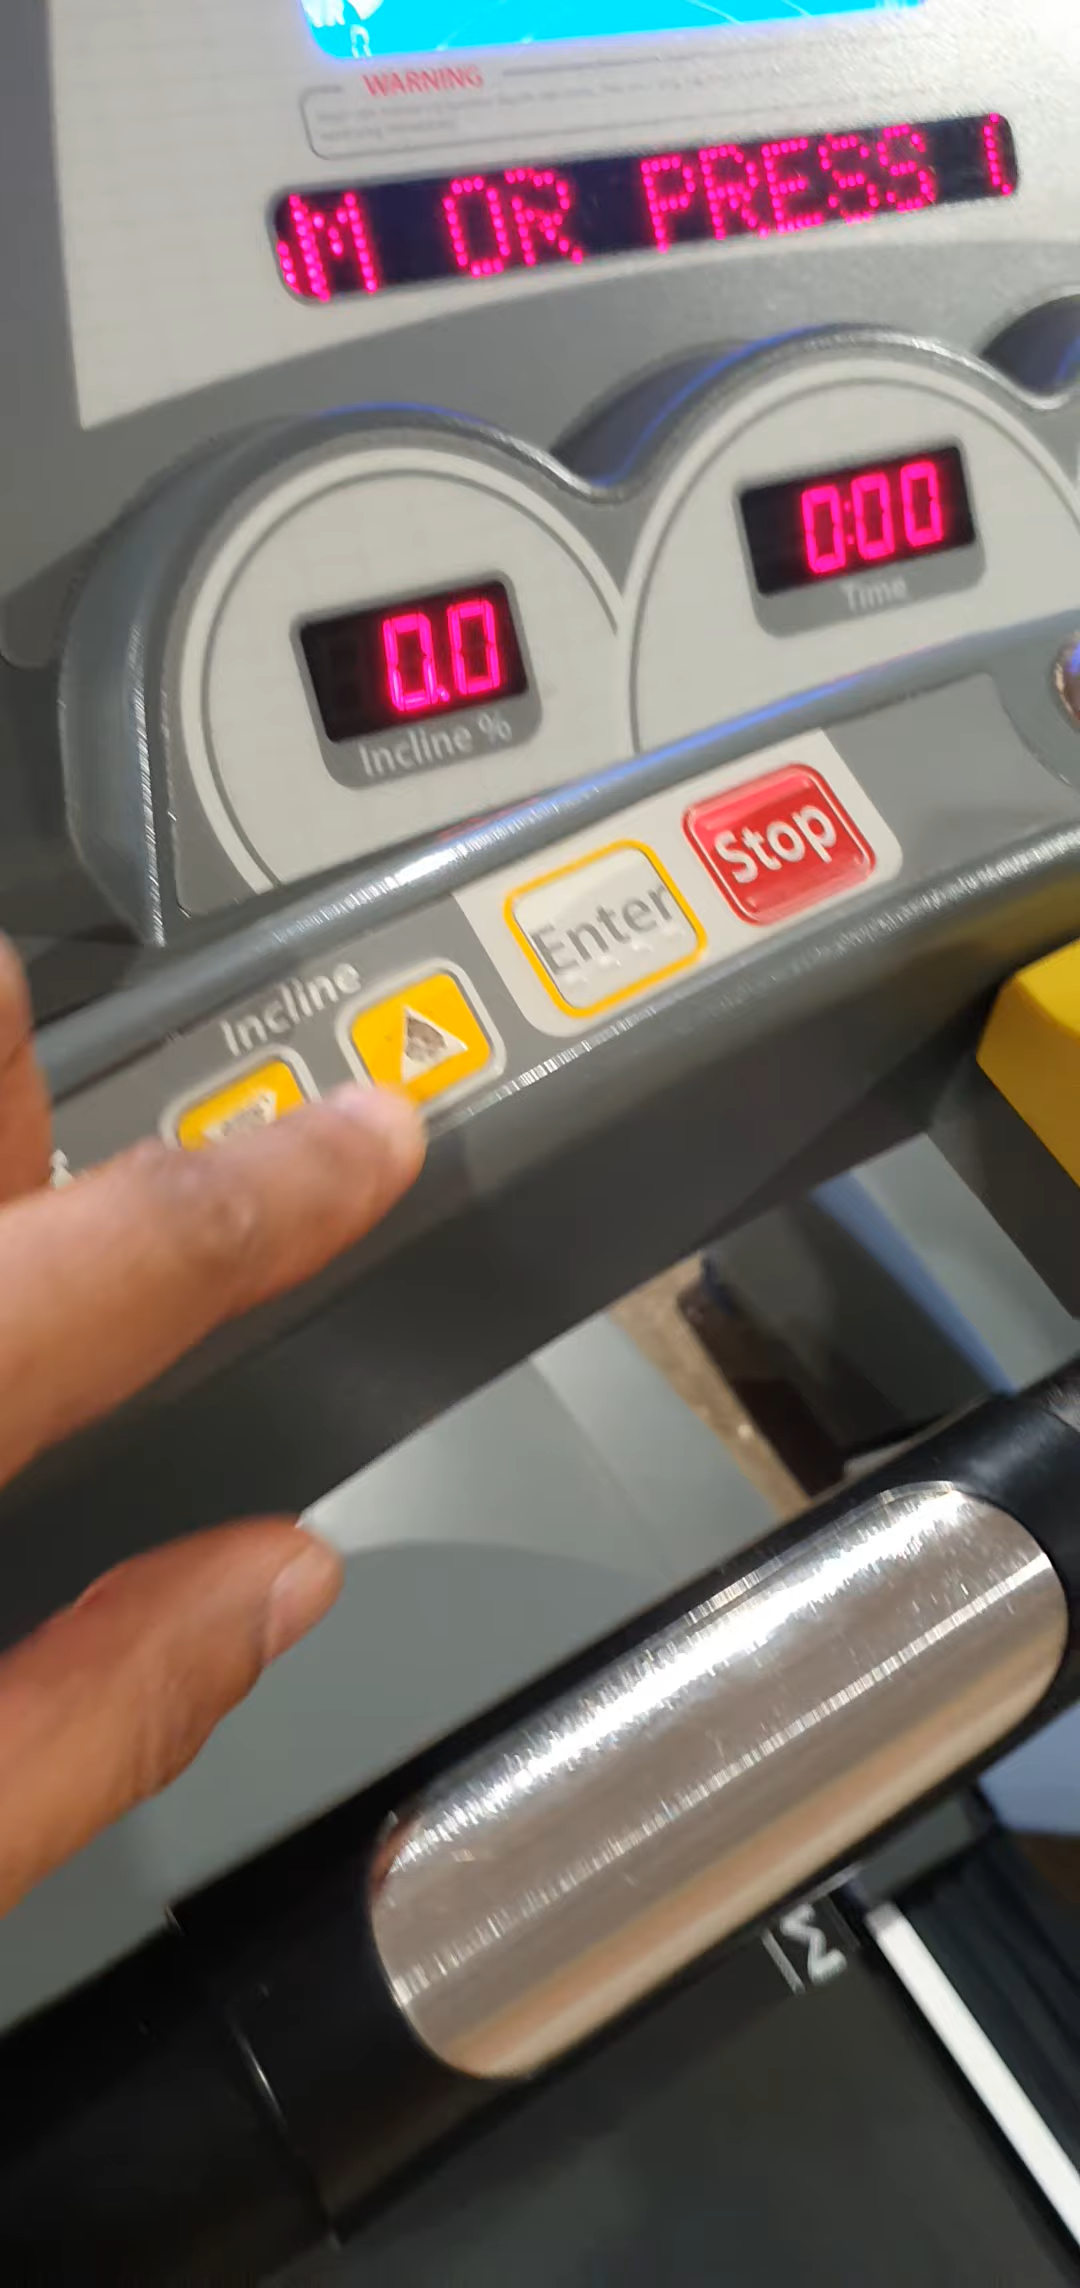 WARNING
M OR PRESS
0.0
Incline %
0:00
Time
Stop
Enter
Incline